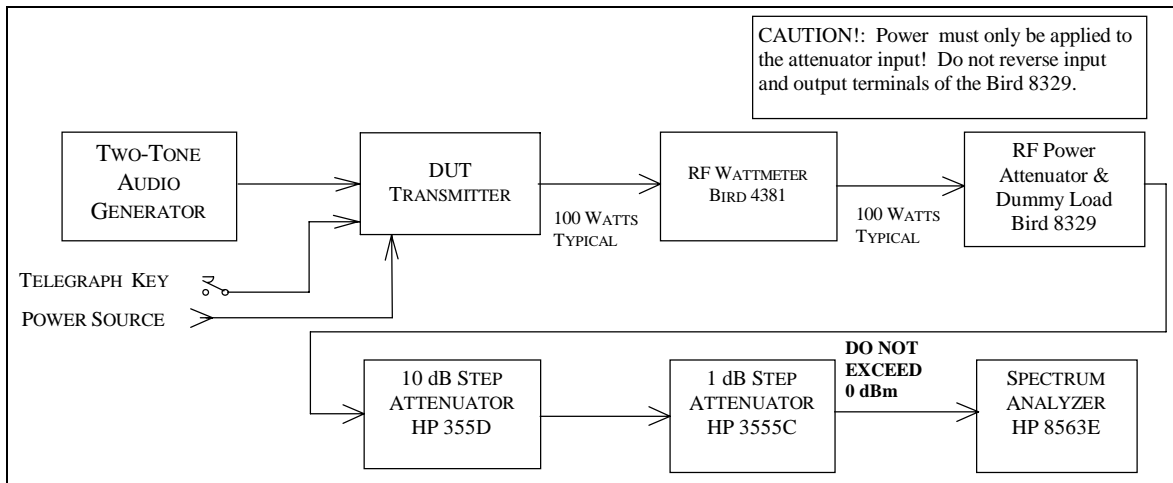 CAUTION!: Power must only be applied to
the attenuator input! Do not reverse input
and output terminals of the Bird 8329.
TWO-TONE
AUDIO
GENERATOR
DUT
TRANSMITTER
100 WATTS
TYPICAL
RF WATTMETER
BIRD 4381
100 WATTS
TYPICAL
RF Power
Attenuator &
Dummy Load
Bird 8329
TELEGRAPH KEY
POWER SOURCE
10 dB STEP
ATTENUATOR
HP 355D
1 dB STEP
ATTENUATOR
HP 3555C
DO NOT
EXCEED
0 dBm
SPECTRUM
ANALYZER
HP 8563E